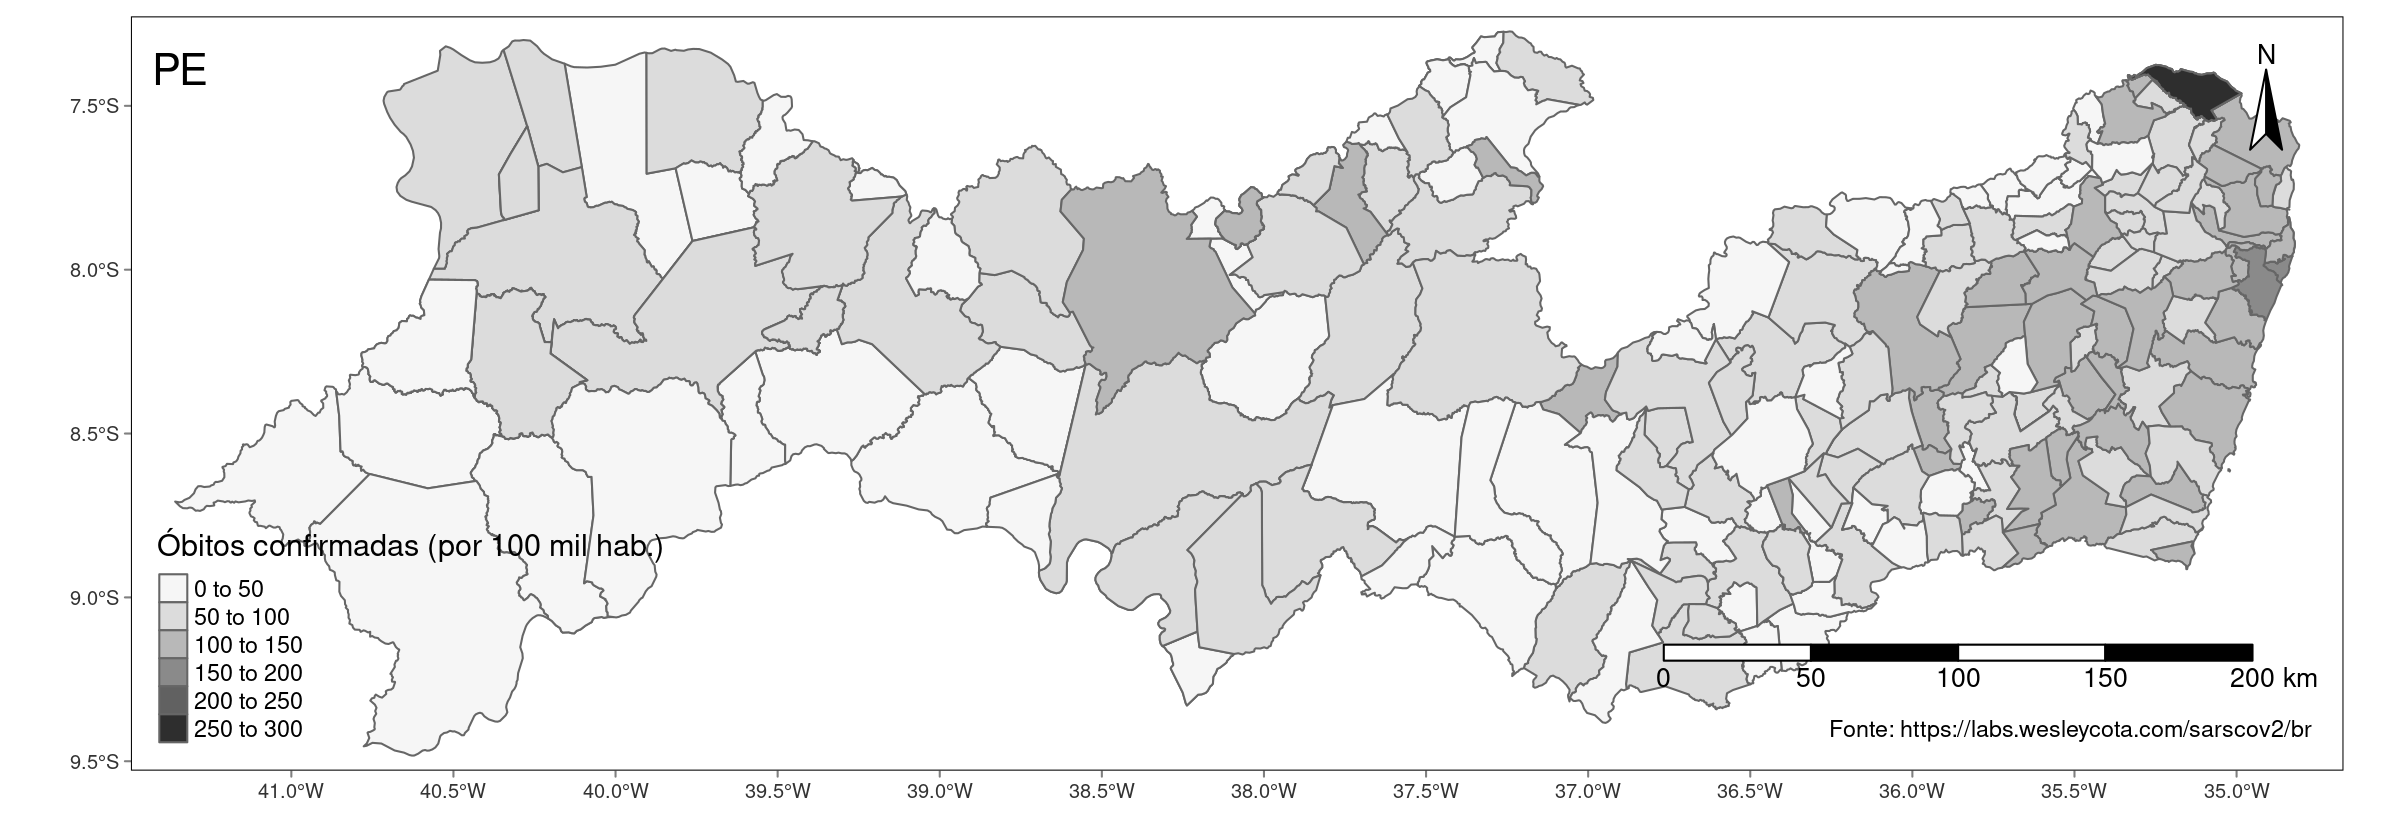 PE
N
7.5°S
8.0°S
8.5°S
9.0°S
9.5°S
Óbitos confirmadas (por 100 mil hab.)
0 to 50
50 to 100
100 to 150
150 to 200
200 to 250
250 to 300
0 50 100 150 200 km
Fonte: https://labs.wesleycota.com/sarscov2/br
41.0°W 40.5°W 40.0°W 39.5°W 39.0°W 38.5°W 38.0°W 37.5°W 37.0°W 36.5°W 36.0°W 35.5°W 35.0°W